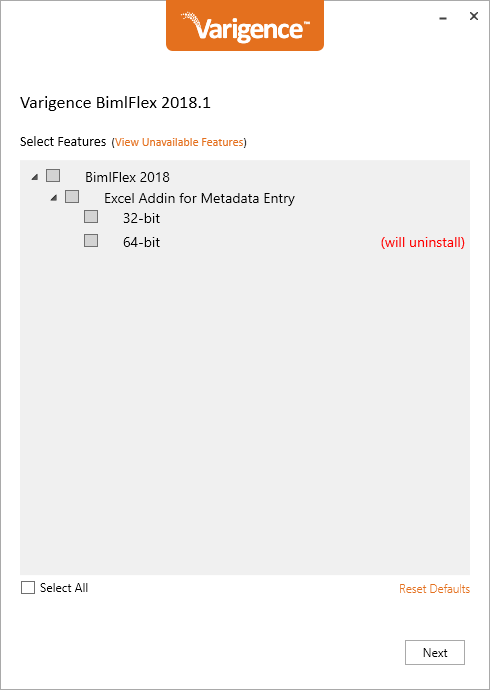 Varigence™
Varigence BimlFlex 2018.1
Select Features (View Unavailable Features)
BimlFlex 2018
Excel Addin for Metadata Entry
32-bit
64-bit (will uninstall)
Select All Reset Defaults
Next